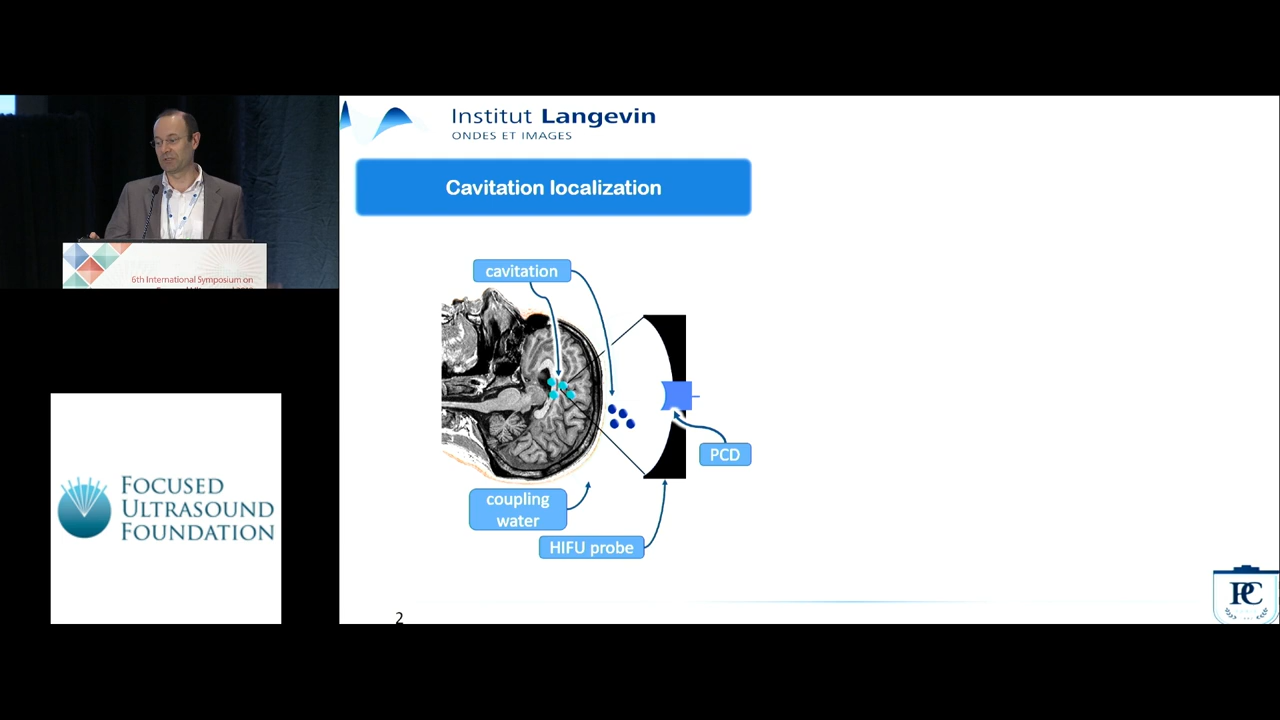 Institut Langevin
ONDES ET IMAGES
Cavitation localization
cavitation
PCD
coupling
water
HIFU probe
2
PC
6th International Symposium on
FOCUSED
ULTRASOUND
FOUNDATION